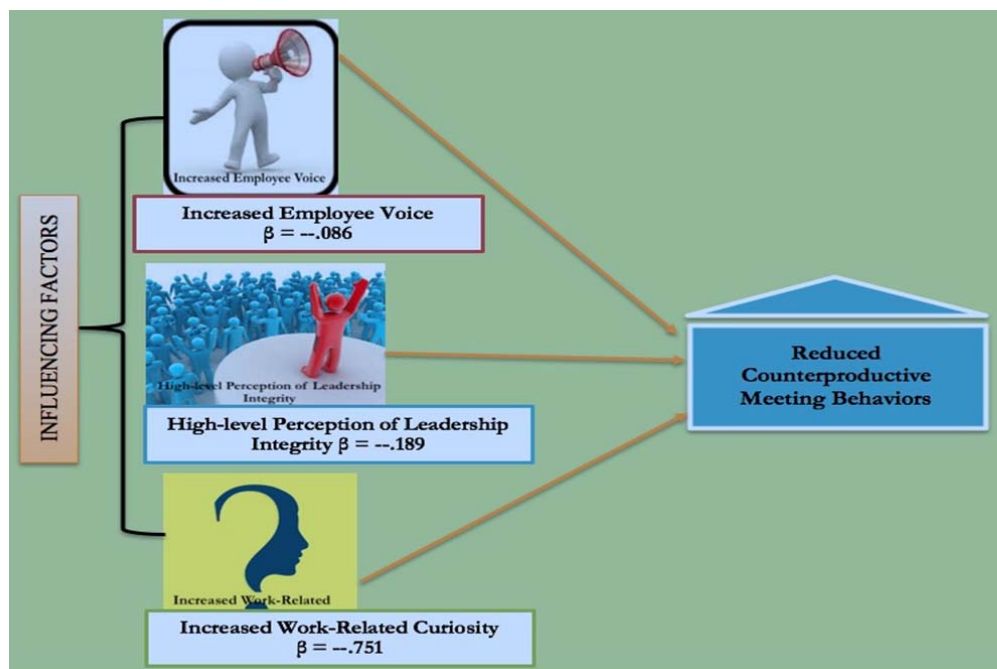 INFLUENCING FACTORS
Increased Employee Voice
Increased Employee Voice
β = --.086
High-level Perception of Leadership
Integrity
High-level Perception of Leadership
Integrity β = --.189
Increased Work-Related
Increased Work-Related Curiosity
β = --.751
Reduced
Counterproductive
Meeting Behaviors